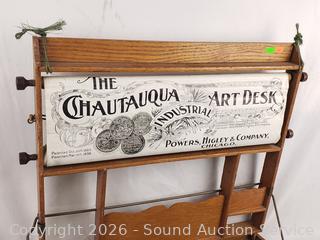 THE
CHAUTAUQUA
INDUSTRIAL
ART DESK
POWERS, HIGLEY & COMPANY,
CHICAGO.
Copyright 2026 - Sound Auction Service